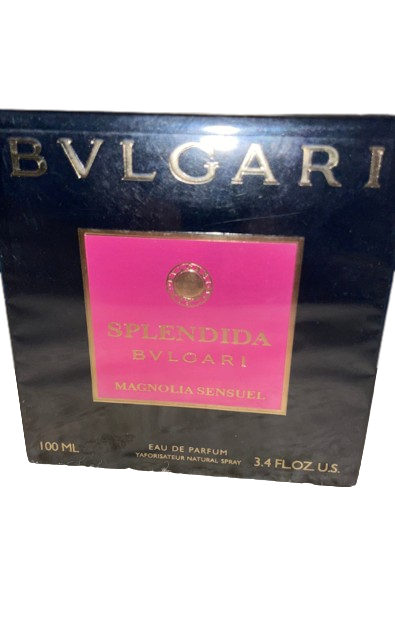 BVLGARI
SPLENDIDA
BVLGARI
MAGNOLIA SENSUEL
100 ML
EAU DE PARFUM
VAPORISATEUR NATURAL SPRAY
3.4 FL.OZ. U.S.